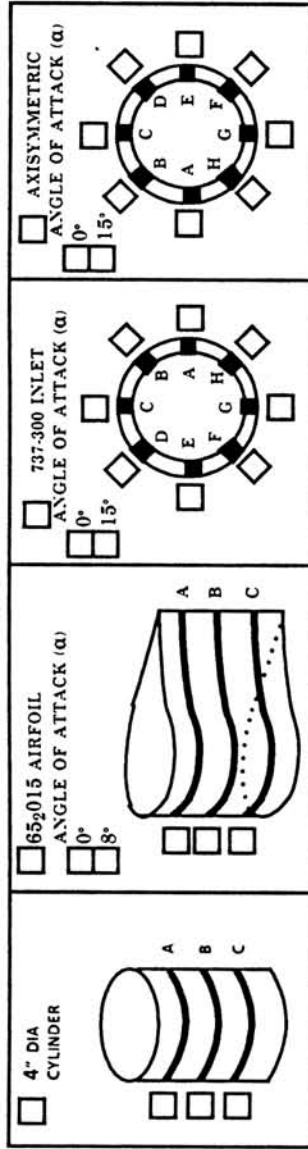 4" DIA
CYLINDER
A
B
C
65₂015 AIRFOIL
ANGLE OF ATTACK (α)
0°
8°
A
B
C
737-300 INLET
ANGLE OF ATTACK (α)
0°
15°
C
D B
E A
F H
G
AXISYMMETRIC
ANGLE OF ATTACK (α)
0°
15°
C
B D
A E
H F
G